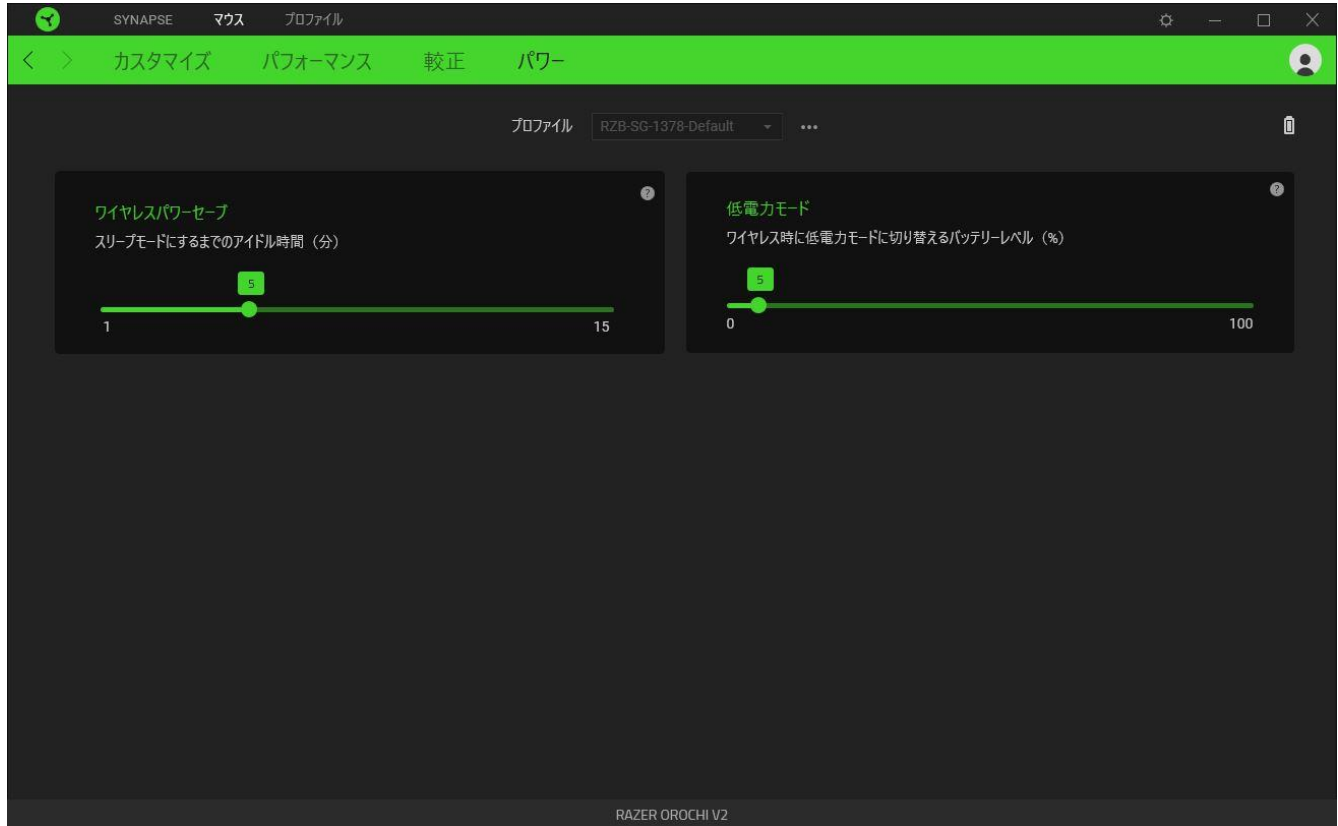 SYNAPSE マウス プロファイル
カスタマイズ パフォーマンス 較正 パワー
プロファイル RZB-SG-1378-Default
ワイヤレスパワーセーブ
スリープモードにするまでのアイドル時間（分）
5
1 15
低電力モード
ワイヤレス時に低電力モードに切り替えるバッテリーレベル（%）
5
0 100
RAZER OROCHI V2